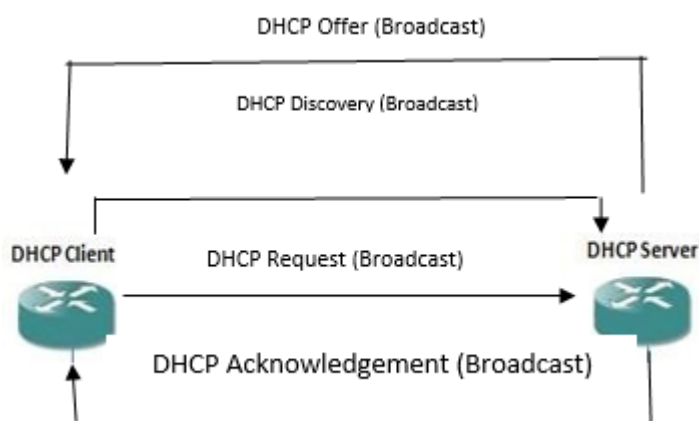 DHCP Offer (Broadcast)
DHCP Discovery (Broadcast)
DHCP Client
DHCP Server
DHCP Request (Broadcast)
DHCP Acknowledgement (Broadcast)